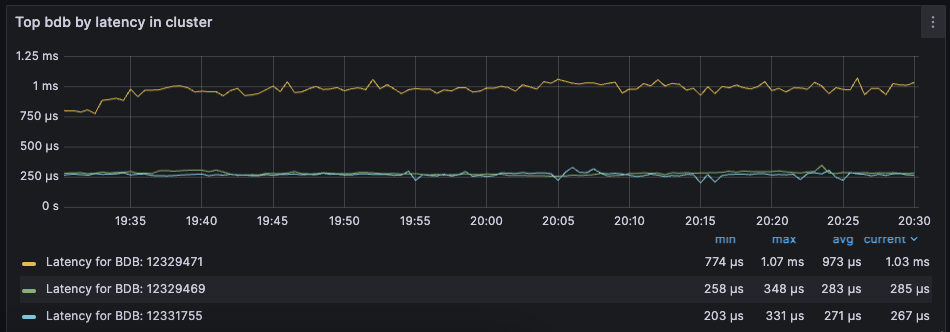 Top bdb by latency in cluster
1.25 ms
1 ms
750 µs
500 µs
250 µs
0 s
19:35 19:40 19:45 19:50 19:55 20:00 20:05 20:10 20:15 20:20 20:25 20:30
min max avg current
Latency for BDB: 12329471 774 µs 1.07 ms 973 µs 1.03 ms
Latency for BDB: 12329469 258 µs 348 µs 283 µs 285 µs
Latency for BDB: 12331755 203 µs 331 µs 271 µs 267 µs